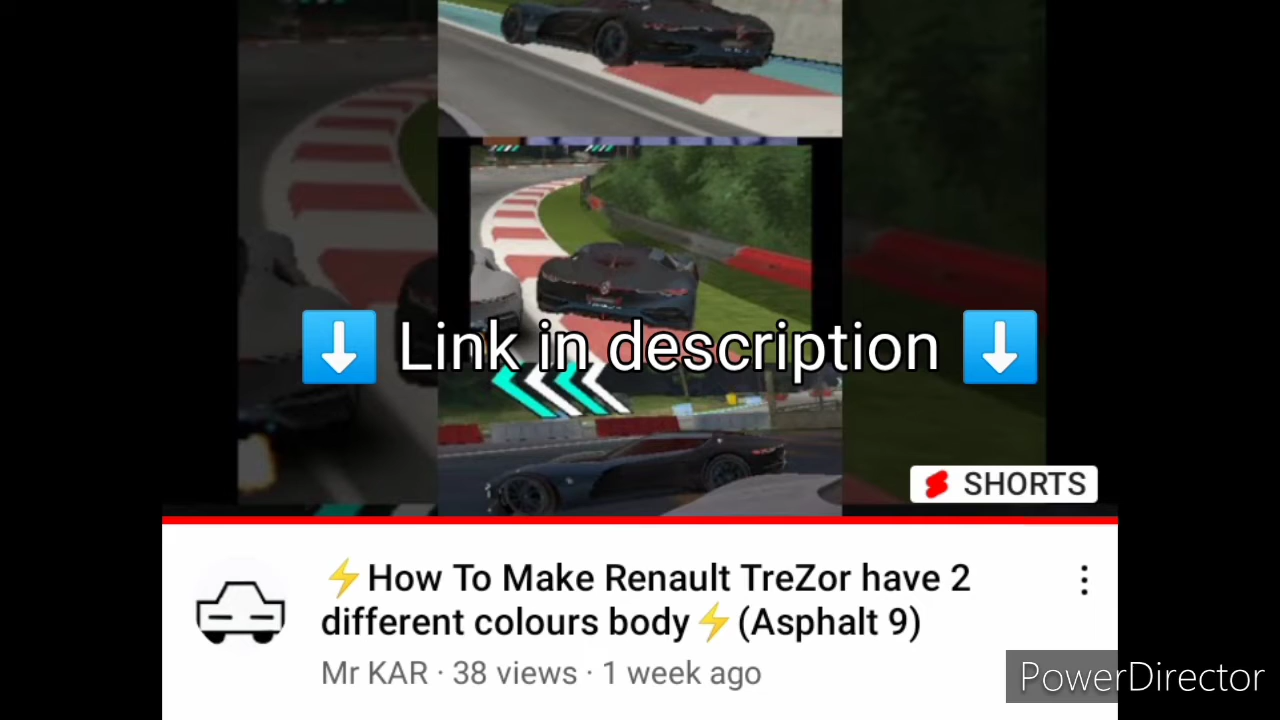 ⬇️ Link in description ⬇️
SHORTS
⚡How To Make Renault TreZor have 2
different colours body⚡(Asphalt 9)
Mr KAR · 38 views · 1 week ago
PowerDirector